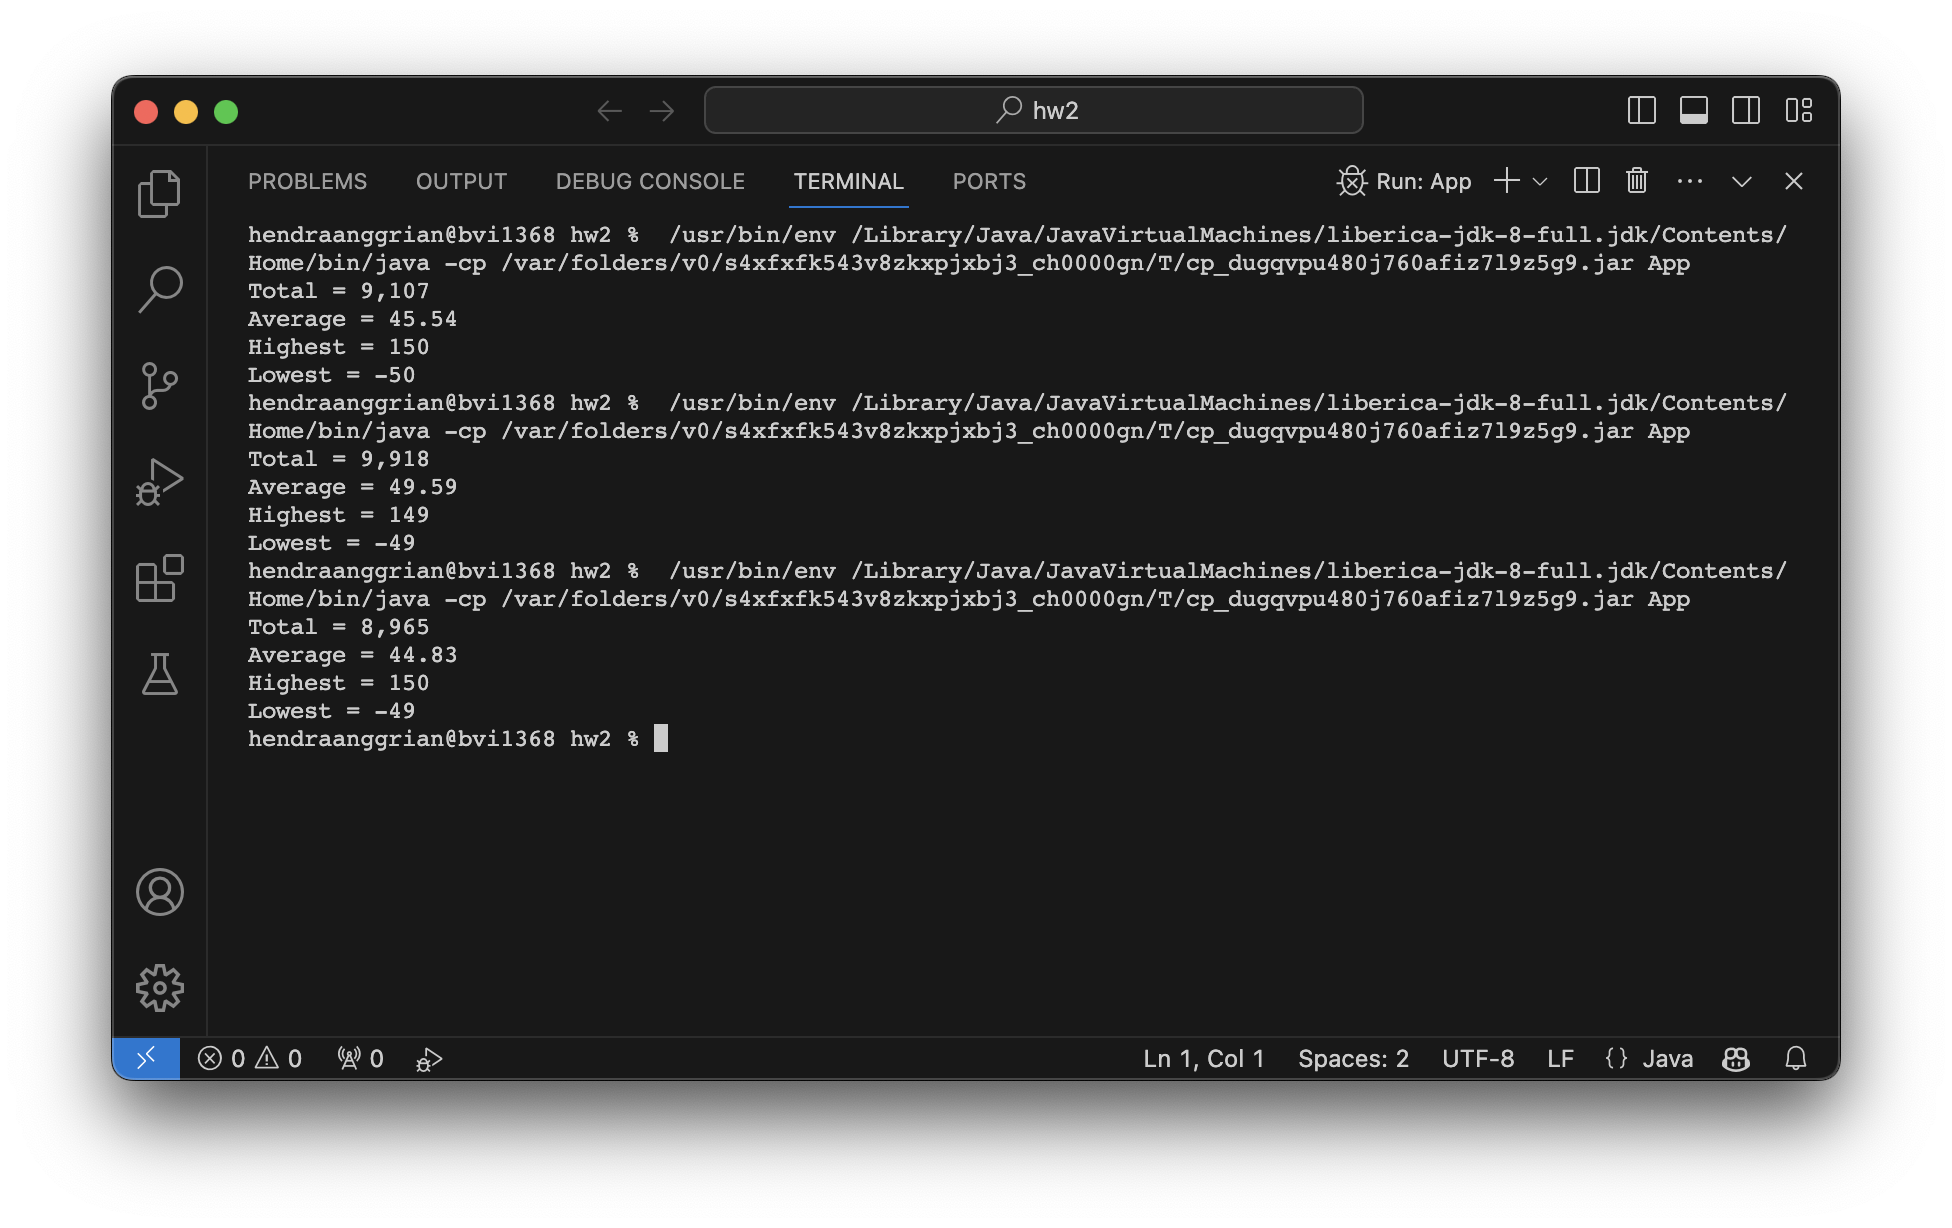 hw2
PROBLEMS OUTPUT DEBUG CONSOLE TERMINAL PORTS Run: App
hendraanggrian@bvi1368 hw2 %  /usr/bin/env /Library/Java/JavaVirtualMachines/liberica-jdk-8-full.jdk/Contents/
Home/bin/java -cp /var/folders/v0/s4xfxfk543v8zkxpjxbj3_ch0000gn/T/cp_dugqvpu480j760afiz7l9z5g9.jar App
Total = 9,107
Average = 45.54
Highest = 150
Lowest = -50
hendraanggrian@bvi1368 hw2 %  /usr/bin/env /Library/Java/JavaVirtualMachines/liberica-jdk-8-full.jdk/Contents/
Home/bin/java -cp /var/folders/v0/s4xfxfk543v8zkxpjxbj3_ch0000gn/T/cp_dugqvpu480j760afiz7l9z5g9.jar App
Total = 9,918
Average = 49.59
Highest = 149
Lowest = -49
hendraanggrian@bvi1368 hw2 %  /usr/bin/env /Library/Java/JavaVirtualMachines/liberica-jdk-8-full.jdk/Contents/
Home/bin/java -cp /var/folders/v0/s4xfxfk543v8zkxpjxbj3_ch0000gn/T/cp_dugqvpu480j760afiz7l9z5g9.jar App
Total = 8,965
Average = 44.83
Highest = 150
Lowest = -49
hendraanggrian@bvi1368 hw2 %
0 0 0 Ln 1, Col 1 Spaces: 2 UTF-8 LF {} Java